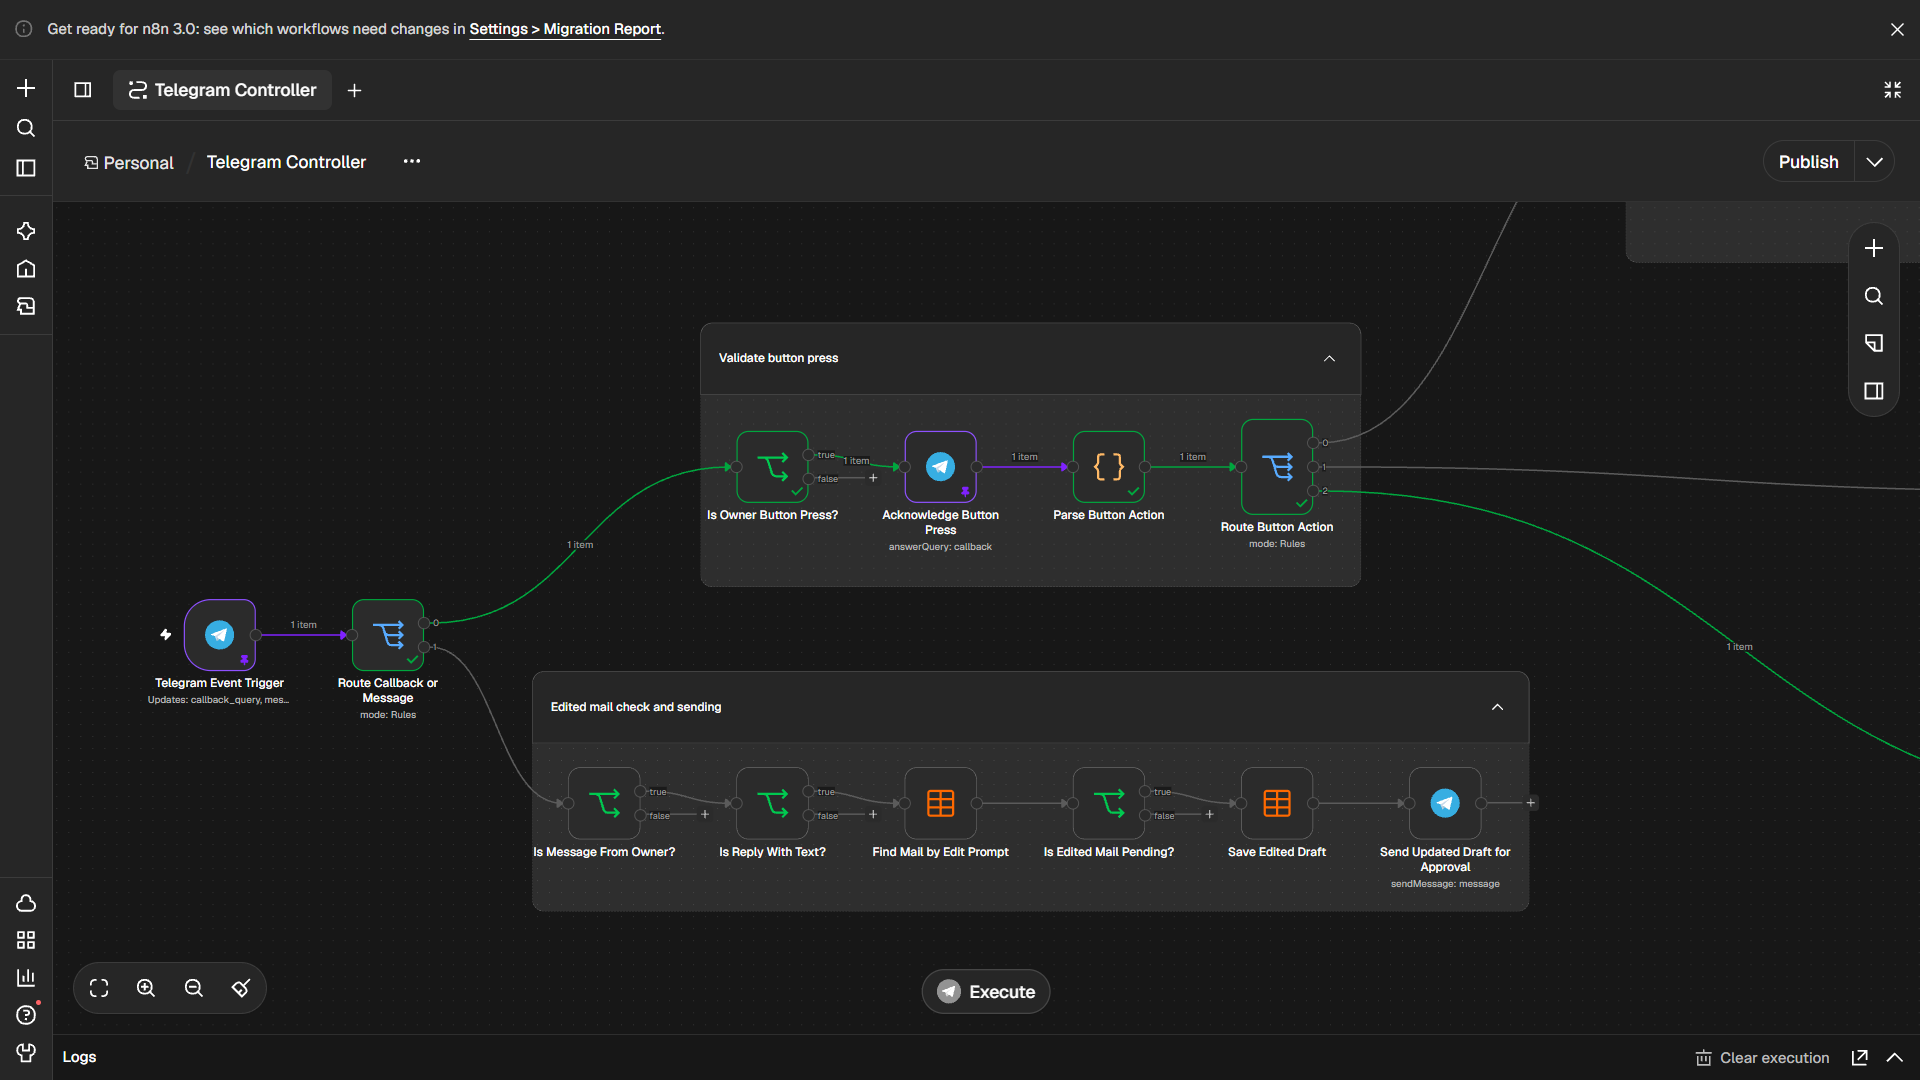 Get ready for n8n 3.0: see which workflows need changes in Settings > Migration Report.
Telegram Controller
Personal / Telegram Controller
Publish
Validate button press
true
false
1 item
1 item
1 item
0
1
2
Is Owner Button Press?
Acknowledge Button
Press
answerQuery: callback
Parse Button Action
Route Button Action
mode: Rules
1 item
1 item
0
1
1 item
Telegram Event Trigger
Updates: callback_query, mes...
Route Callback or
Message
mode: Rules
Edited mail check and sending
true
false
true
false
true
false
Is Message From Owner?
Is Reply With Text?
Find Mail by Edit Prompt
Is Edited Mail Pending?
Save Edited Draft
Send Updated Draft for
Approval
sendMessage: message
Execute
Logs
Clear execution